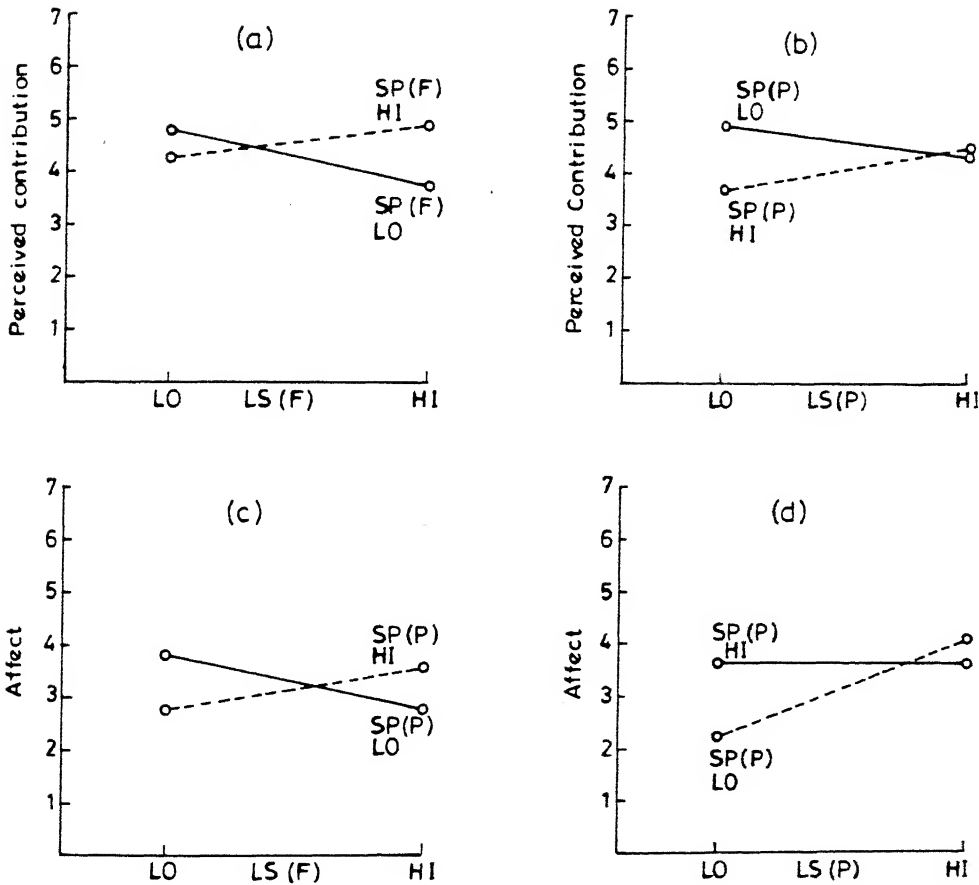 (a)
7
6
5
4
3
2
1
Perceived contribution
SP(F)
HI
SP(F)
LO
LO LS(F) HI
(b)
7
6
5
4
3
2
1
Perceived Contribution
SP(P)
LO
SP(P)
HI
LO LS(P) HI
(c)
7
6
5
4
3
2
1
Affect
SP(P)
HI
SP(P)
LO
LO LS(F) HI
(d)
7
6
5
4
3
2
1
Affect
SP(P)
HI
SP(P)
LO
LO LS(P) HI